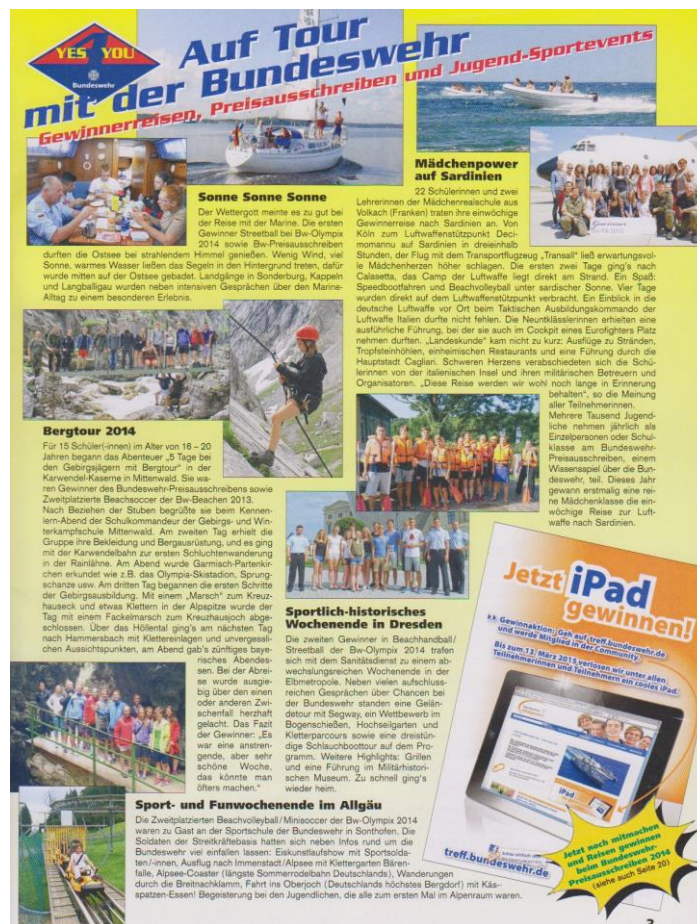 YES 4 YOU
Bundeswehr
Auf Tour
mit der Bundeswehr
Gewinnerreisen, Preisausschreiben und Jugend-Sportevents
Sonne Sonne Sonne
Der Wettergott meinte es zu gut bei
der Reise mit der Marine. Die ersten
Gewinner Streetball bei Bw-Olympix
2014 sowie Bw-Preisausschreiben
durften die Ostsee bei strahlendem Himmel genießen. Wenig Wind, viel
Sonne, warmes Wasser ließen das Segeln in den Hintergrund treten, dafür
wurde mitten auf der Ostsee gebadet. Landgänge in Sonderburg, Kappeln
und Langballigau wurden neben intensiven Gesprächen über den Marine-
Alltag zu einem besonderen Erlebnis.
Mädchenpower
auf Sardinien
22 Schülerinnen und zwei
Lehrerinnen der Mädchenrealschule aus
Volkach (Franken) traten ihre einwöchige
Gewinnerreise nach Sardinien an. Von
Köln zum Luftwaffenstützpunkt Deci-
momannu auf Sardinien in dreieinhalb
Stunden, der Flug mit dem Transportflugzeug „Transall“ ließ erwartungsvol-
le Mädchenherzen höher schlagen. Die ersten zwei Tage ging's nach
Calasetta, das Camp der Luftwaffe liegt direkt am Strand. Ein Spaß:
Speedbootfahren und Beachvolleyball unter sardischer Sonne. Vier Tage
wurden direkt auf dem Luftwaffenstützpunkt verbracht. Ein Einblick in die
deutsche Luftwaffe vor Ort beim Taktischen Ausbildungskommando der
Luftwaffe Italien durfte nicht fehlen. Die Neuntklässlerinnen erhielten eine
ausführliche Führung, bei der sie auch im Cockpit eines Eurofighters Platz
nehmen durften. „Landeskunde“ kam nicht zu kurz: Ausflüge zu Stränden,
Tropfsteinhöhlen, einheimischen Restaurants und eine Führung durch die
Hauptstadt Cagliari. Schweren Herzens verabschiedeten sich die Schü-
lerinnen von der italienischen Insel und ihren militärischen Betreuern und
Organisatoren. „Diese Reise werden wir wohl noch lange in Erinnerung
behalten“, so die Meinung
aller Teilnehmerinnen.
Mehrere Tausend Jugend-
liche nehmen jährlich als
Einzelpersonen oder Schul-
klasse am Bundeswehr-
Preisausschreiben, einem
Wissensspiel über die Bun-
deswehr, teil. Dieses Jahr
gewann erstmalig eine rei-
ne Mädchenklasse die ein-
wöchige Reise zur Luft-
waffe nach Sardinien.
Bergtour 2014
Für 15 Schüler(-innen) im Alter von 16 – 20
Jahren begann das Abenteuer „5 Tage bei
den Gebirgsjägern mit Bergtour“ in der
Karwendel-Kaserne in Mittenwald. Sie wa-
ren Gewinner des Bundeswehr-Preisausschreibens sowie
Zweitplatzierte Beachsoccer der Bw-Beachen 2013.
Nach Beziehen der Stuben begrüßte sie beim Kennen-
lern-Abend der Schulkommandeur der Gebirgs- und Win-
terkampfschule Mittenwald. Am zweiten Tag erhielt die
Gruppe ihre Bekleidung und Bergausrüstung, und es ging
mit der Karwendelbahn zur ersten Schluchtenwanderung
in der Rainlähne. Am Abend wurde Garmisch-Partenkir-
chen erkundet wie z.B. das Olympia-Skistadion, Sprung-
schanze usw. Am dritten Tag begannen die ersten Schritte
der Gebirgsausbildung. Mit einem „Marsch“ zum Kreuz-
hauseck und etwas Klettern in der Alpspitze wurde der
Tag mit einem Fackelmarsch zum Kreuzhausjoch abge-
schlossen. Über das Höllental ging's am nächsten Tag
nach Hammersbach mit Klettereinlagen und unvergessli-
chen Aussichtspunkten, am Abend gab's zünftiges baye-
risches Abendes-
sen. Bei der Abrei-
se wurde ausgie-
big über den einen
oder anderen Zwi-
schenfall herzhaft
gelacht. Das Fazit
der Gewinner: „Es
war eine anstren-
gende, aber sehr
schöne Woche,
das könnte man
öfters machen.“
Sportlich-historisches
Wochenende in Dresden
Die zweiten Gewinner in Beachhandball/
Streetball der Bw-Olympix 2014 trafen
sich mit dem Sanitätsdienst zu einem ab-
wechslungsreichen Wochenende in der
Elbmetropole. Neben vielen aufschluss-
reichen Gesprächen über Chancen bei
der Bundeswehr standen eine Gelän-
detour mit Segway, ein Wettbewerb im
Bogenschießen, Hochseilgarten und
Kletterparcours sowie eine dreistün-
dige Schlauchboottour auf dem Pro-
gramm. Weitere Highlights: Grillen
und eine Führung im Militärhistori-
schen Museum. Zu schnell ging's
wieder heim.
Sport- und Funwochenende im Allgäu
Die Zweitplatzierten Beachvolleyball / Minisoccer der Bw-Olympix 2014
waren zu Gast an der Sportschule der Bundeswehr in Sonthofen. Die
Soldaten der Streitkräftebasis hatten sich neben Infos rund um die
Bundeswehr viel einfallen lassen: Eiskunstlaufshow mit Sportsolda-
ten/-innen, Ausflug nach Immenstadt/Alpsee mit Klettergarten Bären-
falle, Alpsee-Coaster (längste Sommerrodelbahn Deutschlands), Wanderungen
durch die Breitnachklamm, Fahrt ins Oberjoch (Deutschlands höchstes Bergdorf) mit Käs-
spatzen-Essen! Begeisterung bei den Jugendlichen, die alle zum ersten Mal im Alpenraum waren.
Jetzt iPad
gewinnen!
Gewinnaktion: Geh auf treff.bundeswehr.de
und werde Mitglied in der Community.
Bis zum 13. März 2015 verlosen wir unter allen
Teilnehmerinnen und Teilnehmern ein cooles iPad.
iPad
treff.bundeswehr.de
Jetzt noch mitmachen
und Reisen gewinnen
beim Bundeswehr-
Preisausschreiben 2014
(siehe auch Seite 20)
3